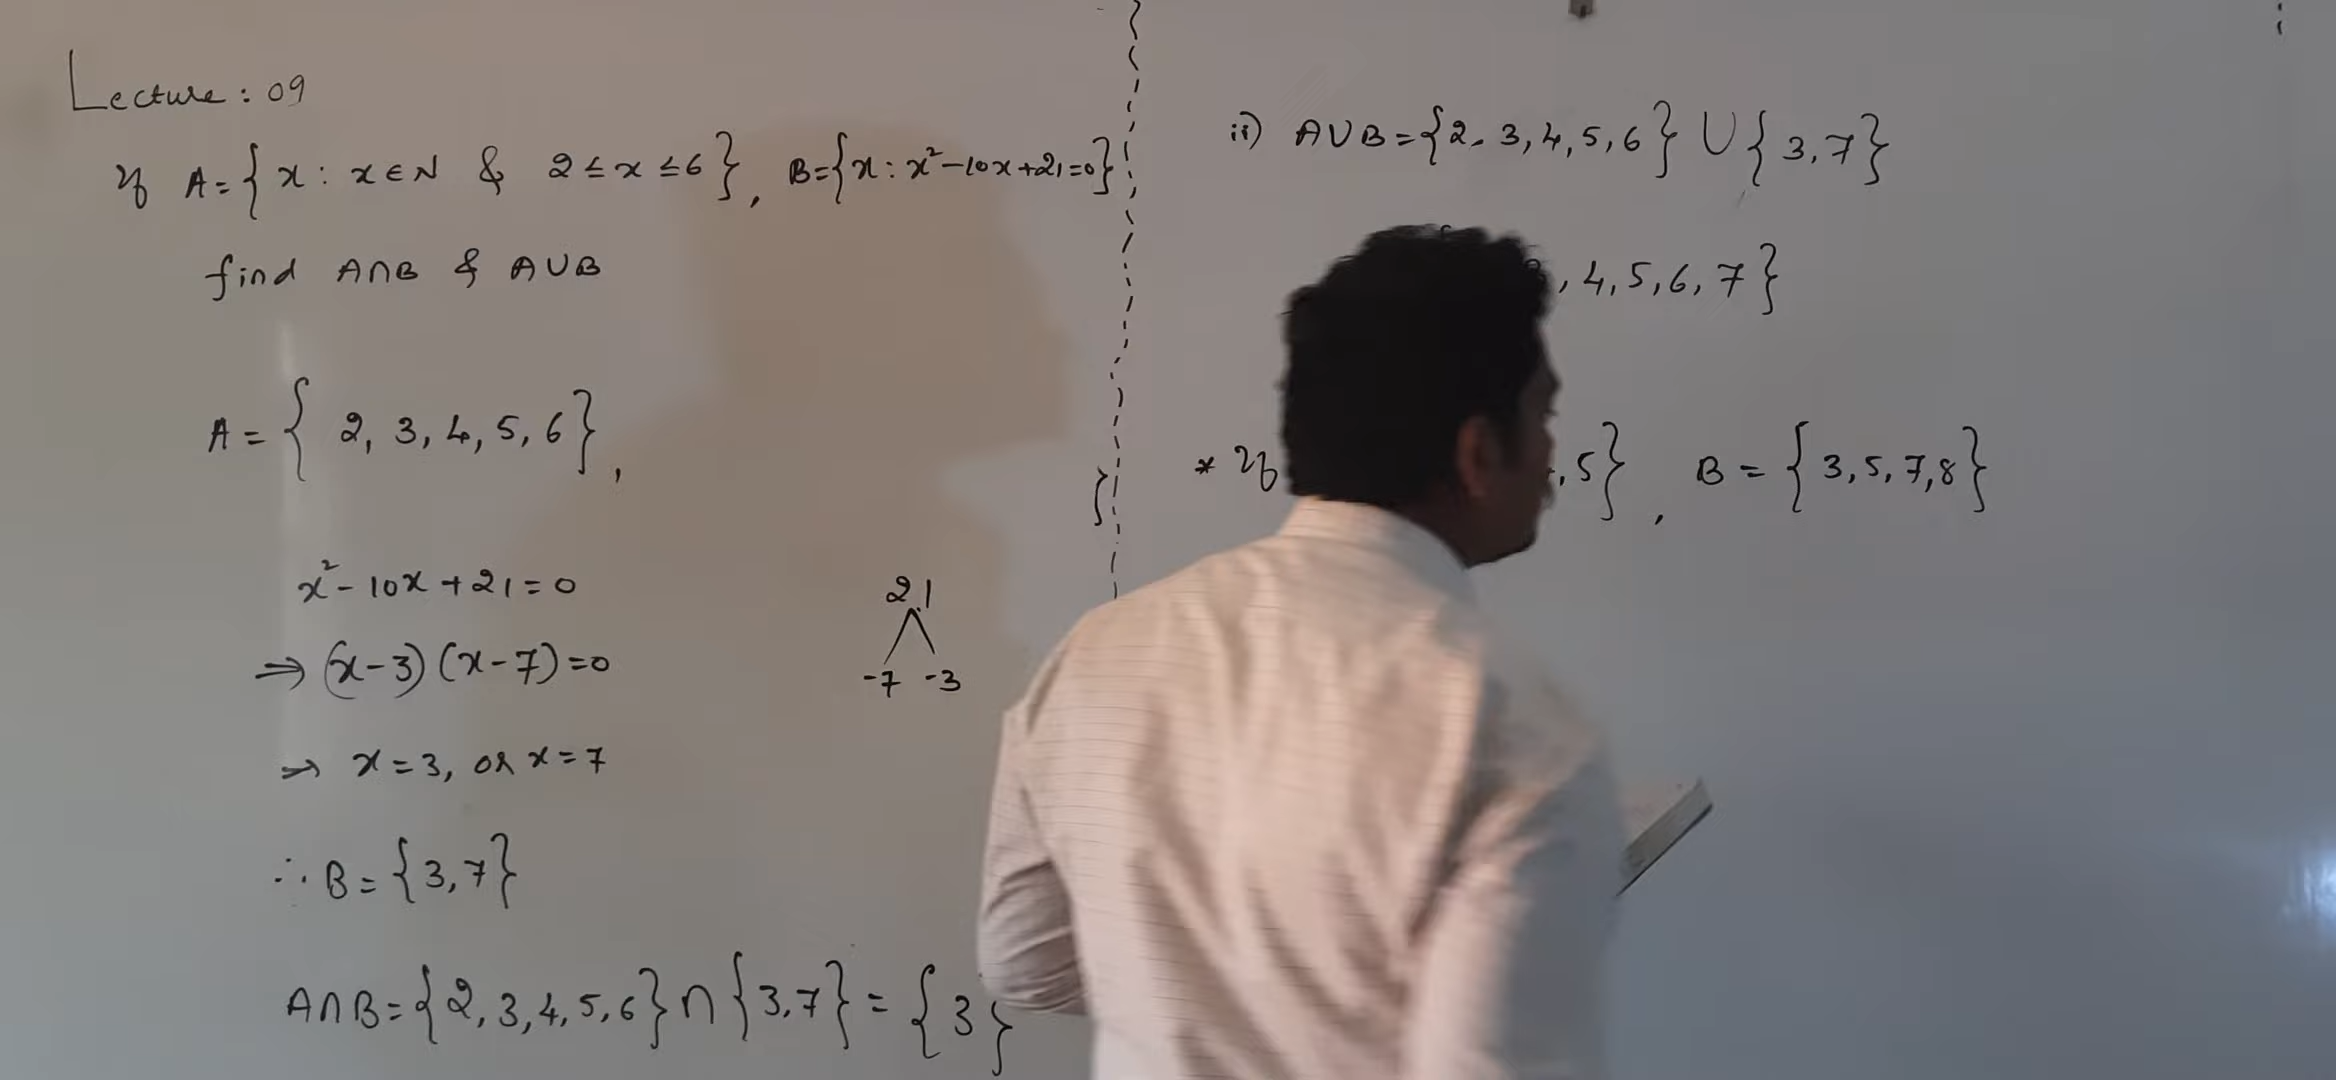 Lecture: 09
If A={x: x∈N & 2≤x≤6}, B={x: x²-10x+21=0}
find A∩B & A∪B
A={ 2, 3, 4, 5, 6},
x²-10x+21=0
21
-7 -3
⇒ (x-3)(x-7)=0
⇒ x=3, or x=7
∴ B={3,7}
A∩B={2,3,4,5,6}∩{3,7}={3}
ii) A∪B={2,3,4,5,6}∪{3,7}
, 4,5,6,7}
* If ,5}, B={3,5,7,8}